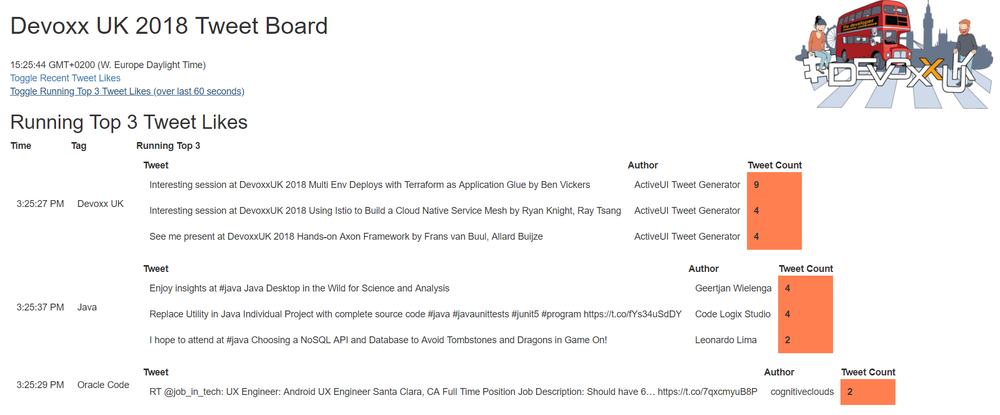 Devoxx UK 2018 Tweet Board
the developer
community conference
#DEVOXXUK
15:25:44 GMT+0200 (W. Europe Daylight Time)
Toggle Recent Tweet Likes
Toggle Running Top 3 Tweet Likes (over last 60 seconds)
Running Top 3 Tweet Likes
Time Tag Running Top 3
Tweet Author Tweet Count
Interesting session at DevoxxUK 2018 Multi Env Deploys with Terraform as Application Glue by Ben Vickers ActiveUI Tweet Generator 9
3:25:27 PM Devoxx UK
Interesting session at DevoxxUK 2018 Using Istio to Build a Cloud Native Service Mesh by Ryan Knight, Ray Tsang ActiveUI Tweet Generator 4
See me present at DevoxxUK 2018 Hands-on Axon Framework by Frans van Buul, Allard Buijze ActiveUI Tweet Generator 4
Tweet Author Tweet Count
Enjoy insights at #java Java Desktop in the Wild for Science and Analysis Geertjan Wielenga 4
3:25:37 PM Java
Replace Utility in Java Individual Project with complete source code #java #javaunittests #junit5 #program https://t.co/fYs34uSdDY Code Logix Studio 4
I hope to attend at #java Choosing a NoSQL API and Database to Avoid Tombstones and Dragons in Game On! Leonardo Lima 2
Tweet Author Tweet Count
3:25:29 PM Oracle Code
RT @job_in_tech: UX Engineer: Android UX Engineer Santa Clara, CA Full Time Position Job Description: Should have 6… https://t.co/7qxcmyuB8P cognitiveclouds 2